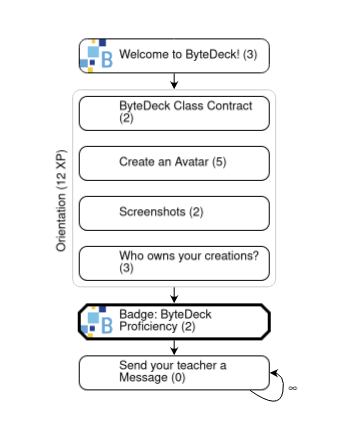 Welcome to ByteDeck! (3)
Orientation (12 XP)
ByteDeck Class Contract
(2)
Create an Avatar (5)
Screenshots (2)
Who owns your creations?
(3)
Badge: ByteDeck
Proficiency (2)
Send your teacher a
Message (0)
∞